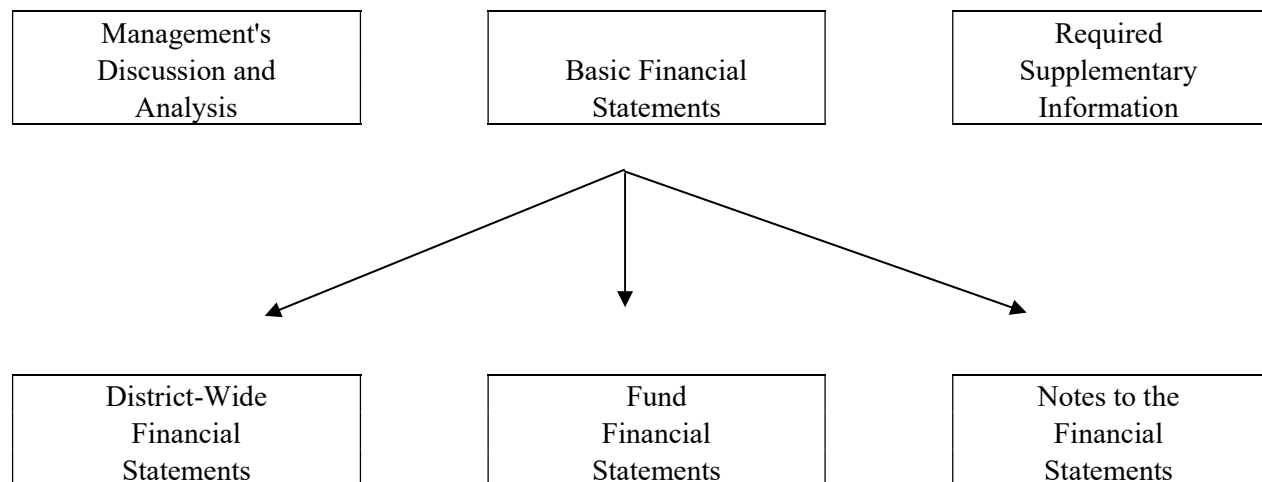 Management's
Discussion and
Analysis
Basic Financial
Statements
Required
Supplementary
Information
District-Wide
Financial
Statements
Fund
Financial
Statements
Notes to the
Financial
Statements